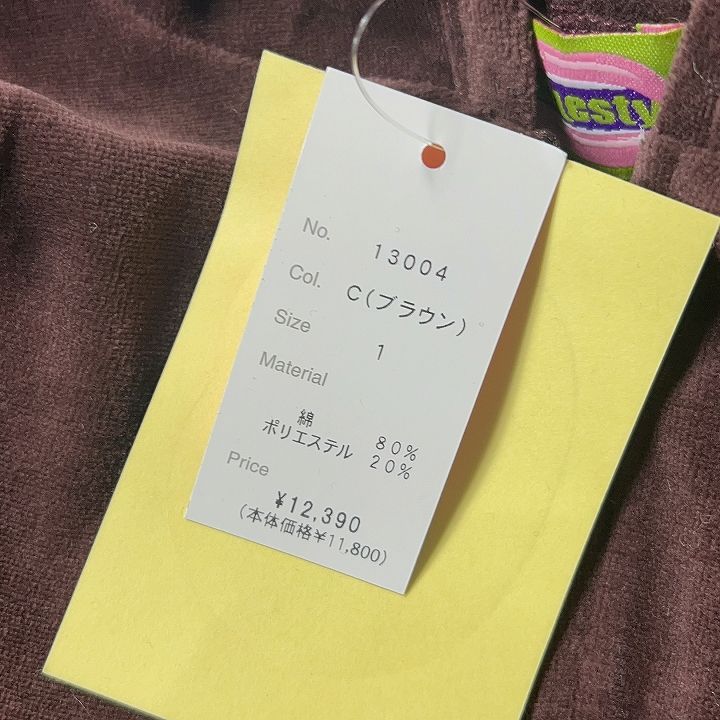 No. 13004
Col. C(ブラウン)
Size 1
Material
綿 80%
ポリエステル 20%
Price
¥12,390
(本体価格¥11,800)